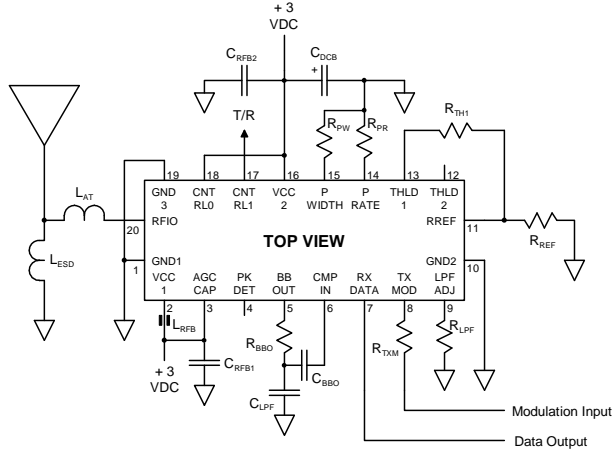 + 3
VDC
CRFB2
CDCB
+
T/R
RPW
RPR
RTH1
19
18
17
16
15
14
13
12
GND
3
CNT
RL0
CNT
RL1
VCC
2
P
WIDTH
P
RATE
THLD
1
THLD
2
LAT
20
RFIO
RREF
11
RREF
TOP VIEW
LESD
1
GND1
GND2
10
VCC
1
AGC
CAP
PK
DET
BB
OUT
CMP
IN
RX
DATA
TX
MOD
LPF
ADJ
2
3
4
5
6
7
8
9
LRFB
RBBO
RTXM
RLPF
+ 3
VDC
CRFB1
CBBO
CLPF
Modulation Input
Data Output